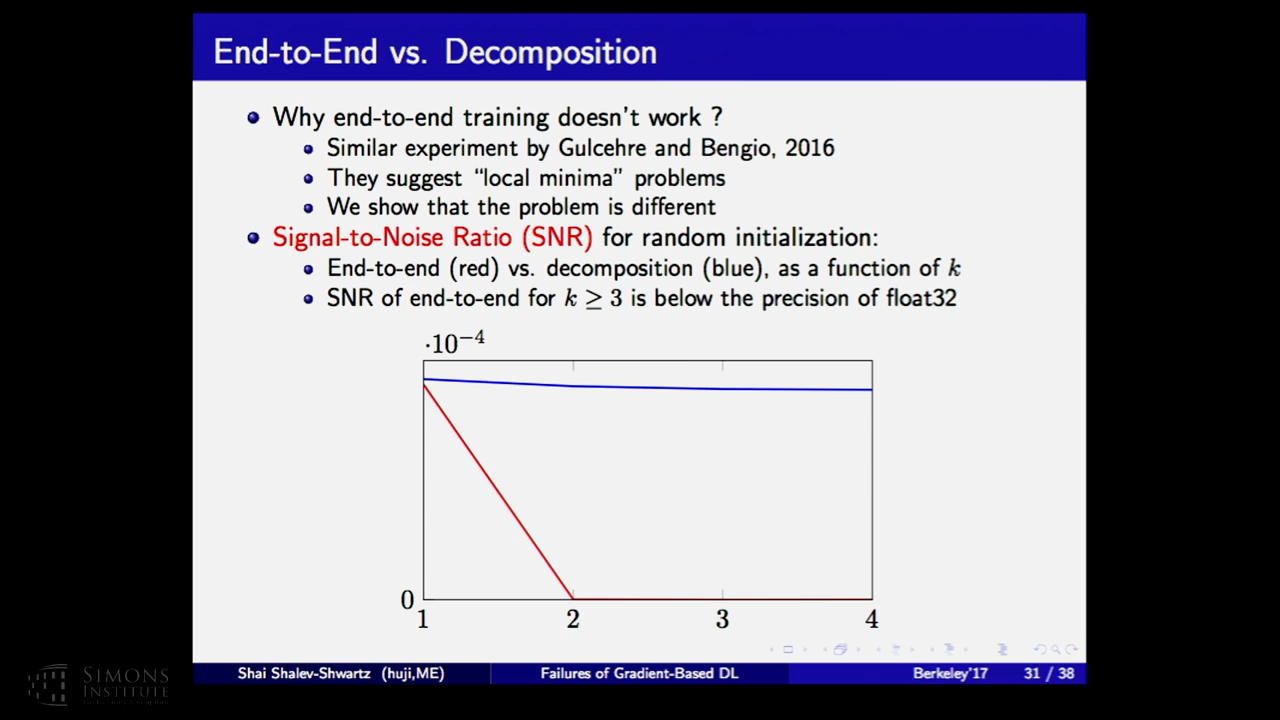 End-to-End vs. Decomposition
Why end-to-end training doesn't work ?
Similar experiment by Gulcehre and Bengio, 2016
They suggest “local minima” problems
We show that the problem is different
Signal-to-Noise Ratio (SNR) for random initialization:
End-to-end (red) vs. decomposition (blue), as a function of k
SNR of end-to-end for k ≥ 3 is below the precision of float32
·10⁻⁴
0
1 2 3 4
Shai Shalev-Shwartz (huji,ME) Failures of Gradient-Based DL Berkeley'17 31 / 38
SIMONS
INSTITUTE